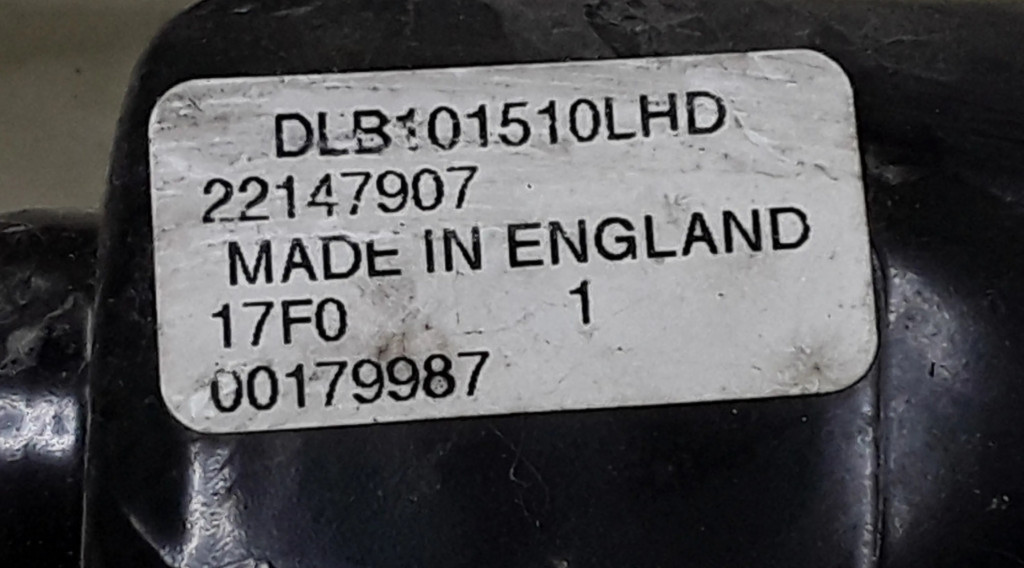 DLB101510LHD
22147907
MADE IN ENGLAND
17F0 1
00179987